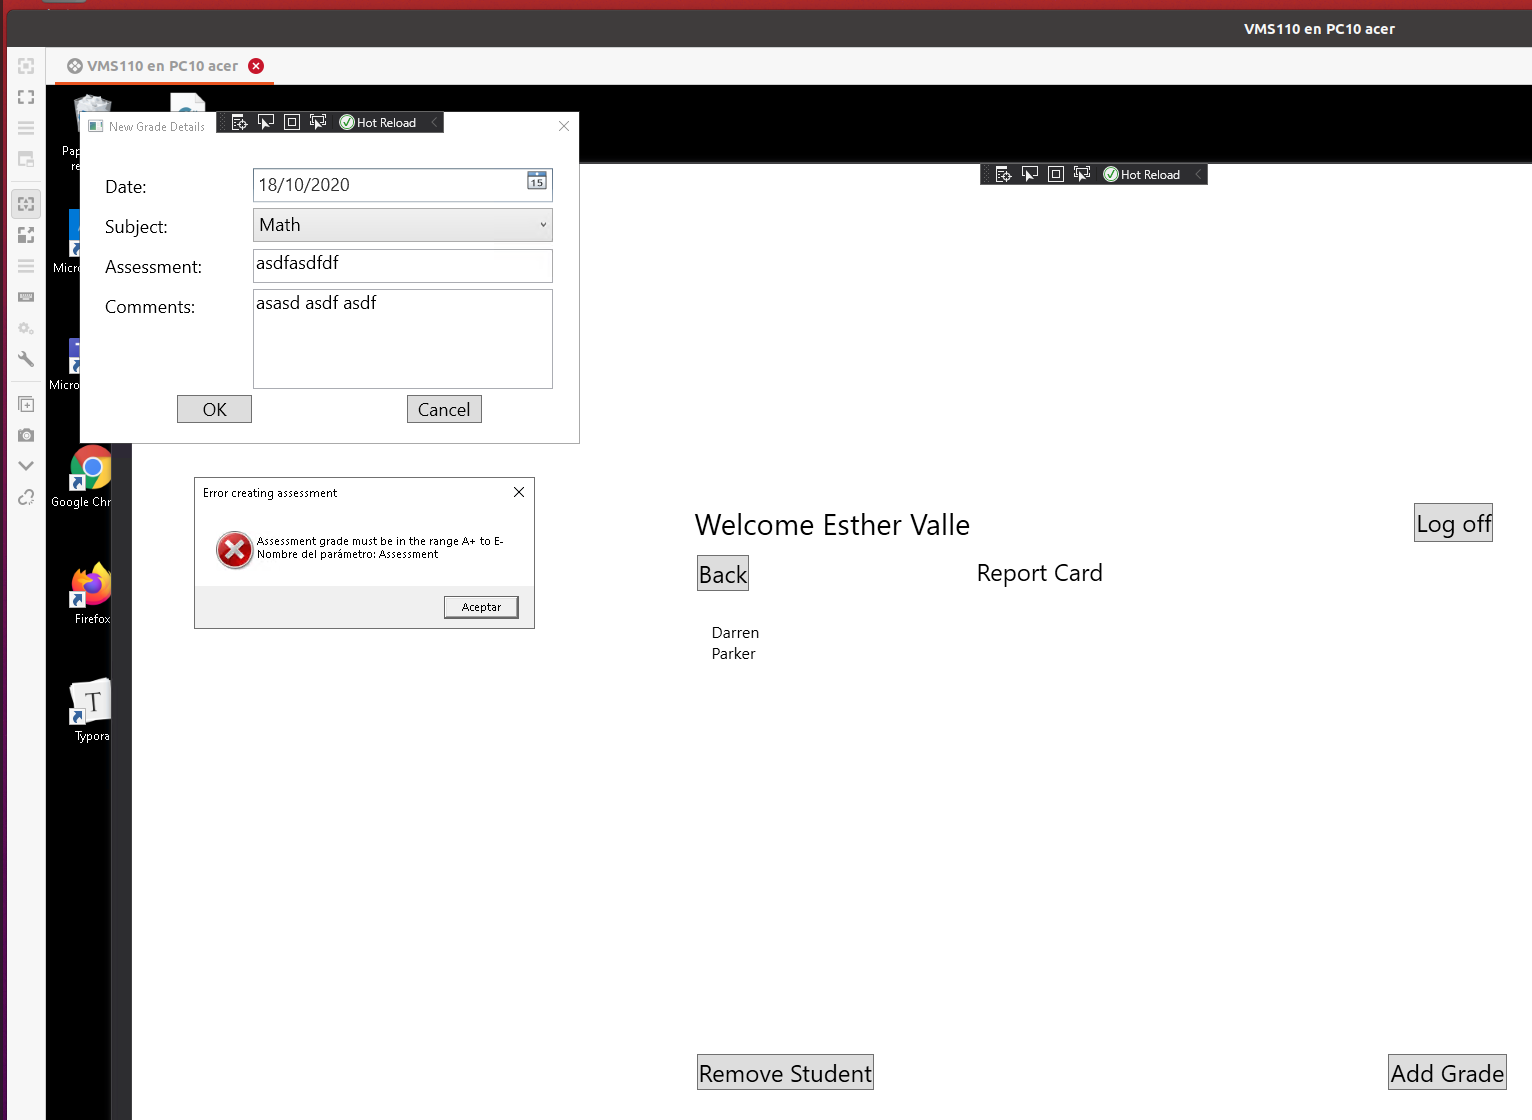 VMS110 en PC10 acer
VMS110 en PC10 acer
New Grade Details
Hot Reload
Date:
18/10/2020
15
Subject:
Math
Assessment:
asdfasdfdf
Comments:
asasd asdf asdf
OK
Cancel
Hot Reload
Pap
re
Micro
Micro
Google Chr
Firefox
T
Typora
Error creating assessment
Assessment grade must be in the range A+ to E-
Nombre del parámetro: Assessment
Aceptar
Welcome Esther Valle
Log off
Back
Report Card
Darren
Parker
Remove Student
Add Grade